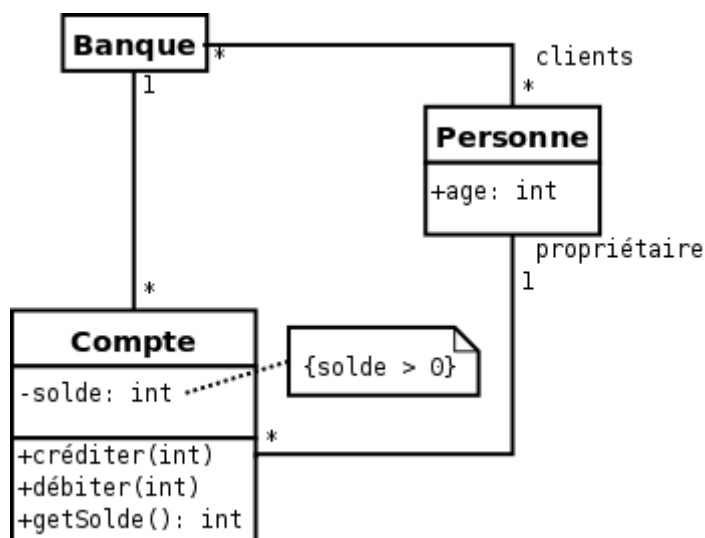 Banque
*
1
clients
*
Personne
+age: int
propriétaire
1
*
Compte
-solde: int
{solde > 0}
*
+créditer(int)
+débiter(int)
+getSolde(): int